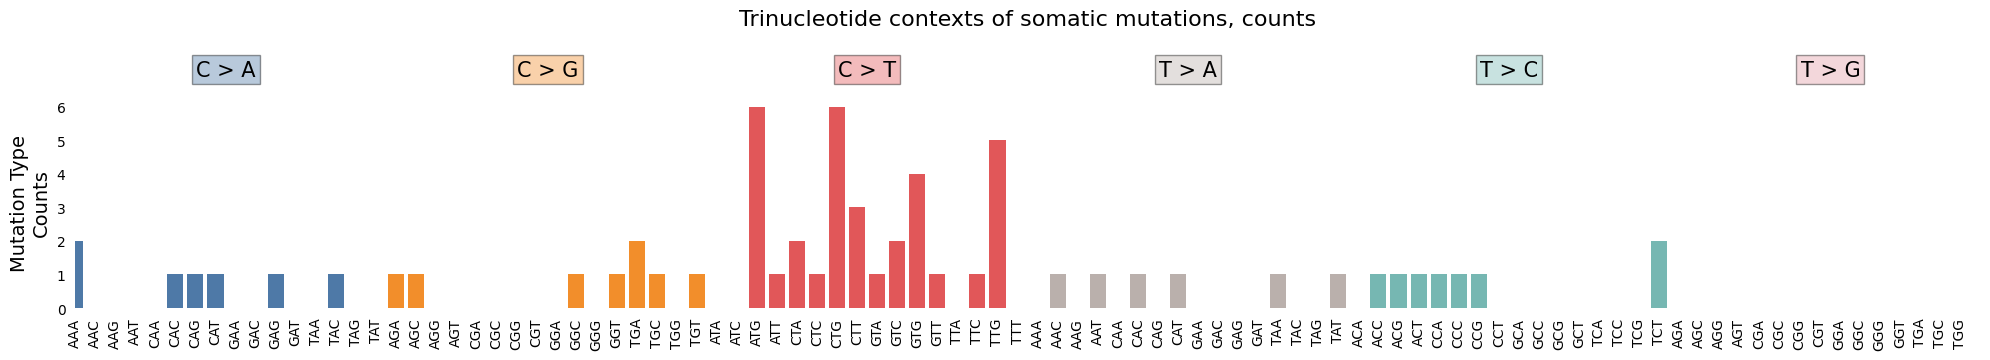 Trinucleotide contexts of somatic mutations, counts
C > A C > G C > T T > A T > C T > G
Mutation Type
Counts
6
5
4
3
2
1
0
AAA AAC AAG AAT CAA CAC CAG CAT GAA GAC GAG GAT TAA TAC TAG TAT AGA AGC AGG AGT CGA CGC CGG CGT GGA GGC GGG GGT TGA TGC TGG TGT ATA ATC ATG ATT CTA CTC CTG CTT GTA GTC GTG GTT TTA TTC TTG TTT AAA AAC AAG AAT CAA CAC CAG CAT GAA GAC GAG GAT TAA TAC TAG TAT ACA ACC ACG ACT CCA CCC CCG CCT GCA GCC GCG GCT TCA TCC TCG TCT AGA AGC AGG AGT CGA CGC CGG CGT GGA GGC GGG GGT TGA TGC TGG